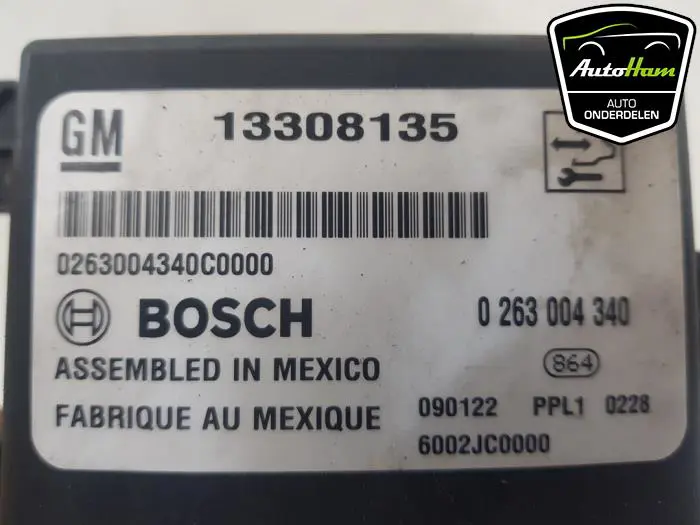 AutoHam
AUTO
ONDERDELEN
GM 13308135
0263004340C0000
BOSCH 0 263 004 340
ASSEMBLED IN MEXICO 864
FABRIQUE AU MEXIQUE 090122 PPL1 0228
6002JC0000